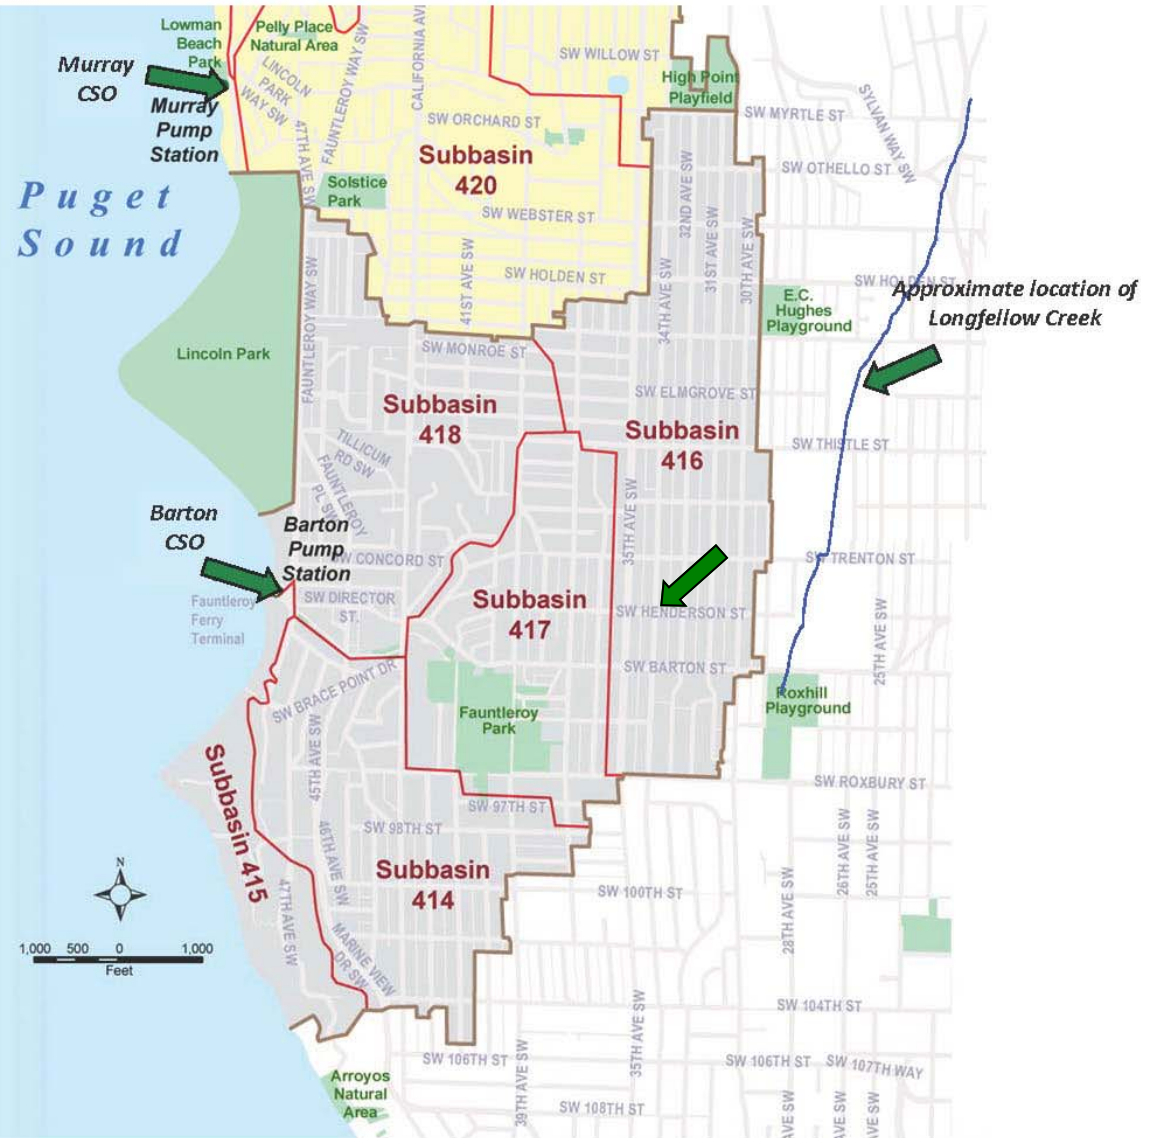 Lowman
Beach
Park
Pelly Place
Natural Area
CALIFORNIA AV
FAUNTLEROY WAY SW
SW WILLOW ST
Murray
CSO
LINCOLN
PARK
WAY SW
High Point
Playfield
SYLVAN WAY SW
Murray
Pump
Station
47TH AVE SW
SW ORCHARD ST
SW MYRTLE ST
Subbasin
420
SW OTHELLO ST
Puget
Sound
Solstice
Park
32ND AVE SW
SW WEBSTER ST
31ST AVE SW
30TH AVE SW
41ST AVE SW
SW HOLDEN ST
34TH AVE SW
SW HOLDEN ST
Approximate location of
Longfellow Creek
E.C.
Hughes
Playground
FAUNTLEROY WAY SW
Lincoln Park
SW MONROE ST
SW ELMGROVE ST
Subbasin
418
Subbasin
416
TILLICUM
RD SW
SW THISTLE ST
FAUNTLEROY
PL SW
35TH AVE SW
Barton
CSO
Barton
Pump
Station
SW CONCORD ST
SW TRENTON ST
Fauntleroy
Ferry
Terminal
SW DIRECTOR
ST.
Subbasin
417
SW HENDERSON ST
25TH AVE SW
SW BARTON ST
SW BRACE POINT DR
Roxhill
Playground
Fauntleroy
Park
45TH AVE SW
Subbasin 415
SW ROXBURY ST
SW 97TH ST
SW 98TH ST
46TH AVE SW
26TH AVE SW
25TH AVE SW
Subbasin
414
N
47TH AVE SW
SW 100TH ST
28TH AVE SW
MARINE VIEW
DR SW
1,000 500 0 1,000
Feet
35TH AVE SW
SW 104TH ST
SW 106TH ST
39TH AVE SW
SW 106TH ST
SW 107TH WAY
Arroyos
Natural
Area
SW 108TH ST
AVE SW
AVE SW
AVE SW